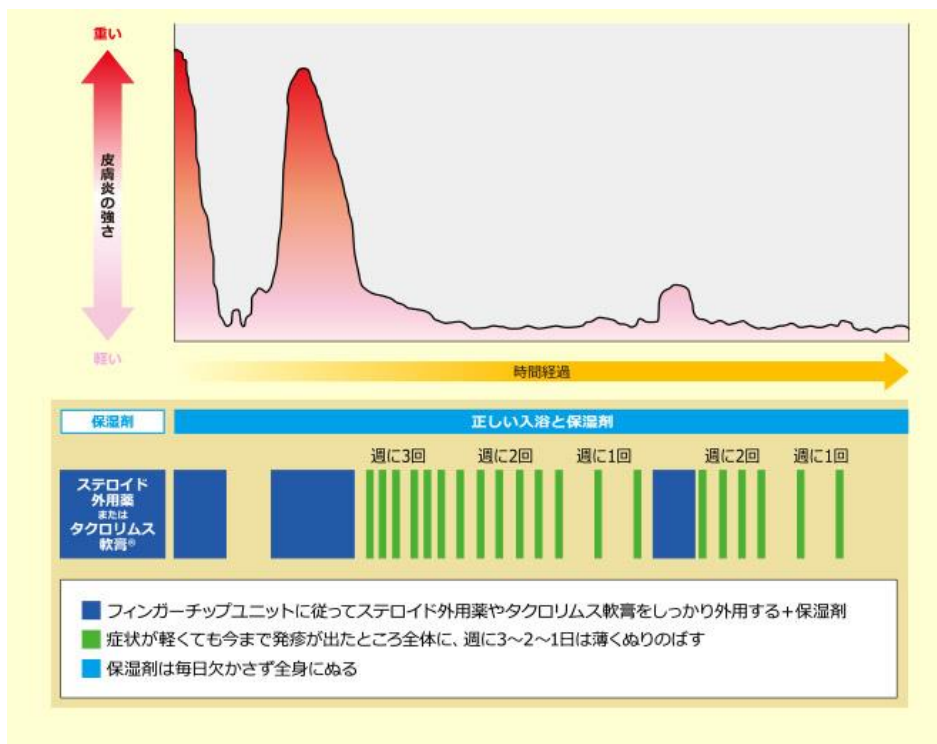 重い
皮膚炎の強さ
軽い
時間経過
保湿剤
正しい入浴と保湿剤
週に3回
週に2回
週に1回
週に2回
週に1回
ステロイド
外用薬
または
タクロリムス
軟膏®
フィンガーチップユニットに従ってステロイド外用薬やタクロリムス軟膏をしっかり外用する+保湿剤
症状が軽くても今まで発疹が出たところ全体に、週に3～2～1日は薄くぬりのばす
保湿剤は毎日欠かさず全身にぬる